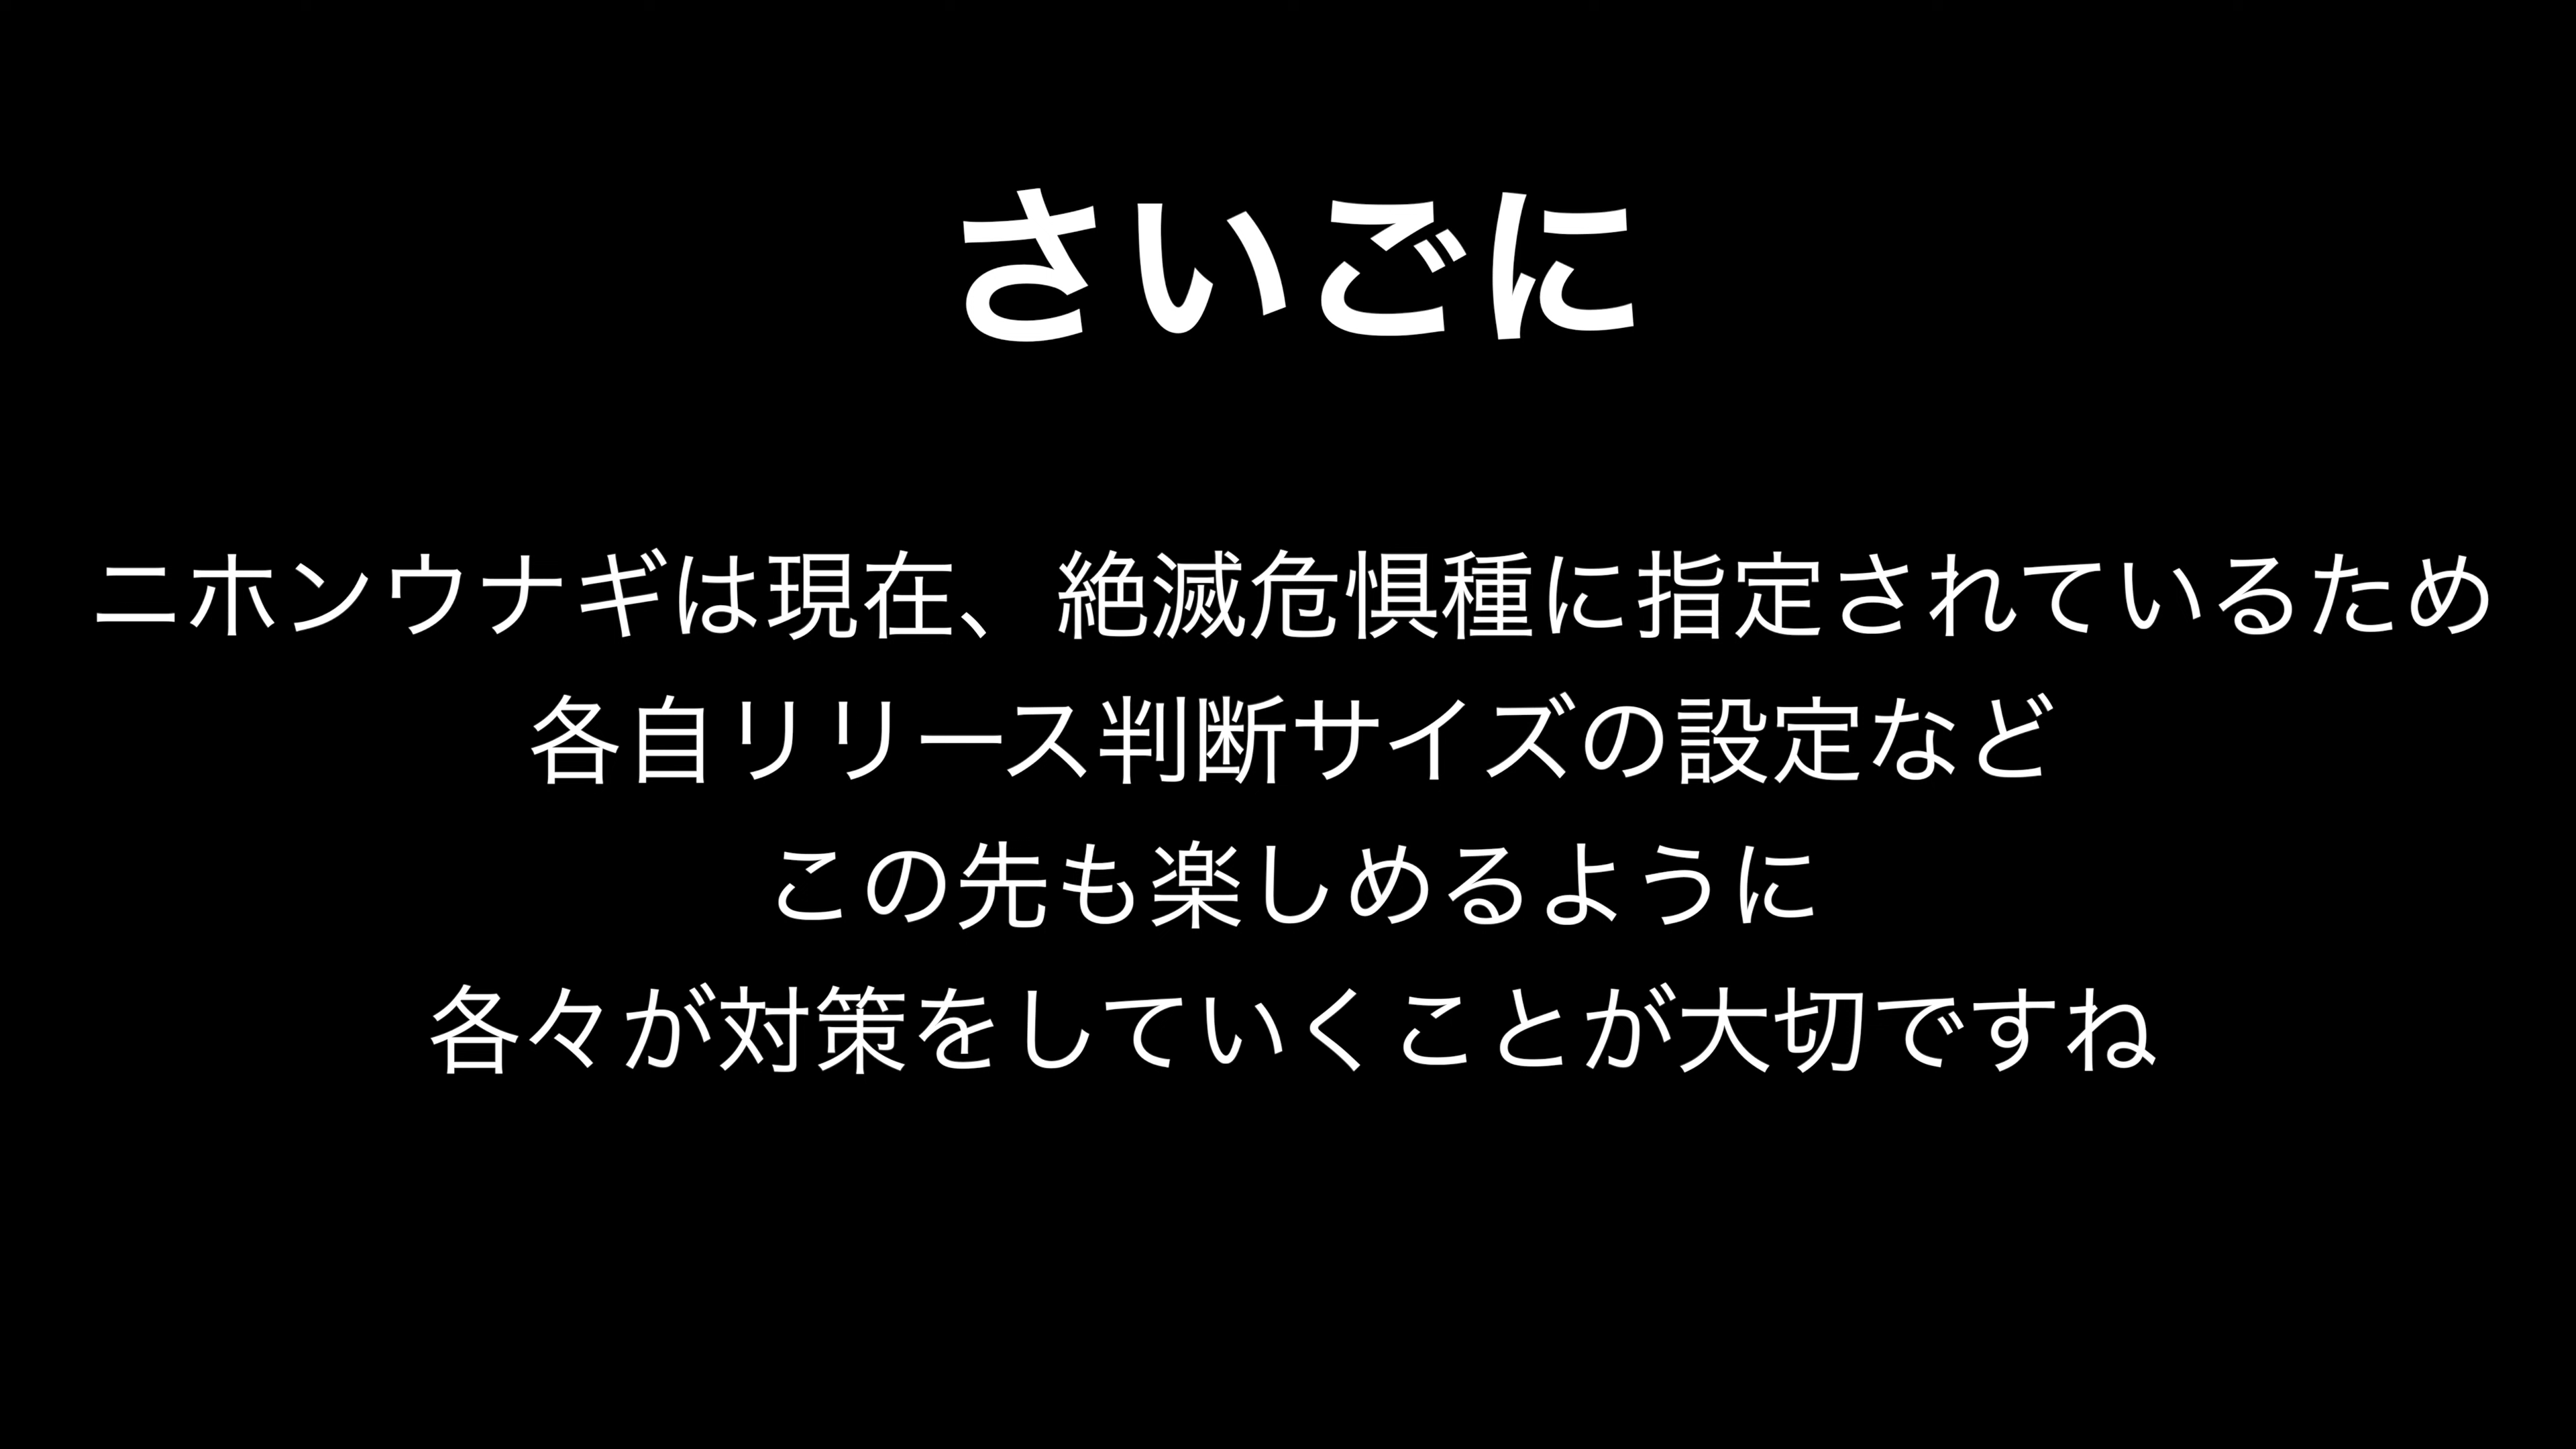 さいごに
ニホンウナギは現在、絶滅危惧種に指定されているため
各自リリース判断サイズの設定など
この先も楽しめるように
各々が対策をしていくことが大切ですね